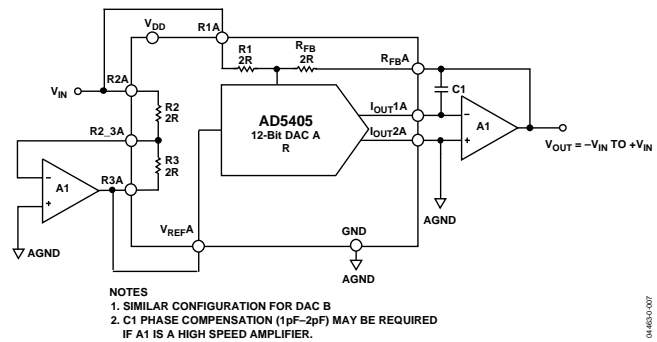 VDD
R1A
R1
2R
RFB
2R
RFBA
R2A
VIN
C1
R2
2R
AD5405
12-Bit DAC A
R
IOUT1A
IOUT2A
A1
VOUT = –VIN TO +VIN
R2_3A
R3
2R
R3A
A1
AGND
AGND
VREFA
GND
AGND
NOTES
1. SIMILAR CONFIGURATION FOR DAC B
2. C1 PHASE COMPENSATION (1pF–2pF) MAY BE REQUIRED
IF A1 IS A HIGH SPEED AMPLIFIER.
04463-0-007